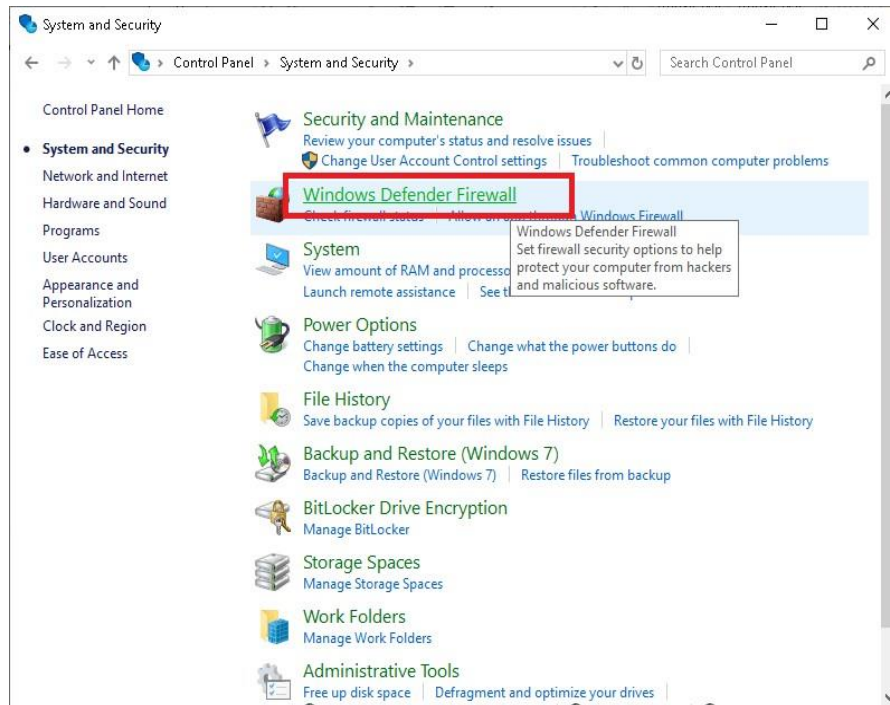 System and Security
Control Panel > System and Security >
Search Control Panel
Control Panel Home
System and Security
Network and Internet
Hardware and Sound
Programs
User Accounts
Appearance and
Personalization
Clock and Region
Ease of Access
Security and Maintenance
Review your computer's status and resolve issues
Change User Account Control settings
Troubleshoot common computer problems
Windows Defender Firewall
Check firewall status
Windows Firewall
Windows Defender Firewall
Set firewall security options to help
protect your computer from hackers
and malicious software.
System
View amount of RAM and
Launch remote assistance
Power Options
Change battery settings
Change what the power buttons do
Change when the computer sleeps
File History
Save backup copies of your files with File History
Restore your files with File History
Backup and Restore (Windows 7)
Backup and Restore (Windows 7)
Restore files from backup
BitLocker Drive Encryption
Manage BitLocker
Storage Spaces
Manage Storage Spaces
Work Folders
Manage Work Folders
Administrative Tools
Free up disk space
Defragment and optimize your drives